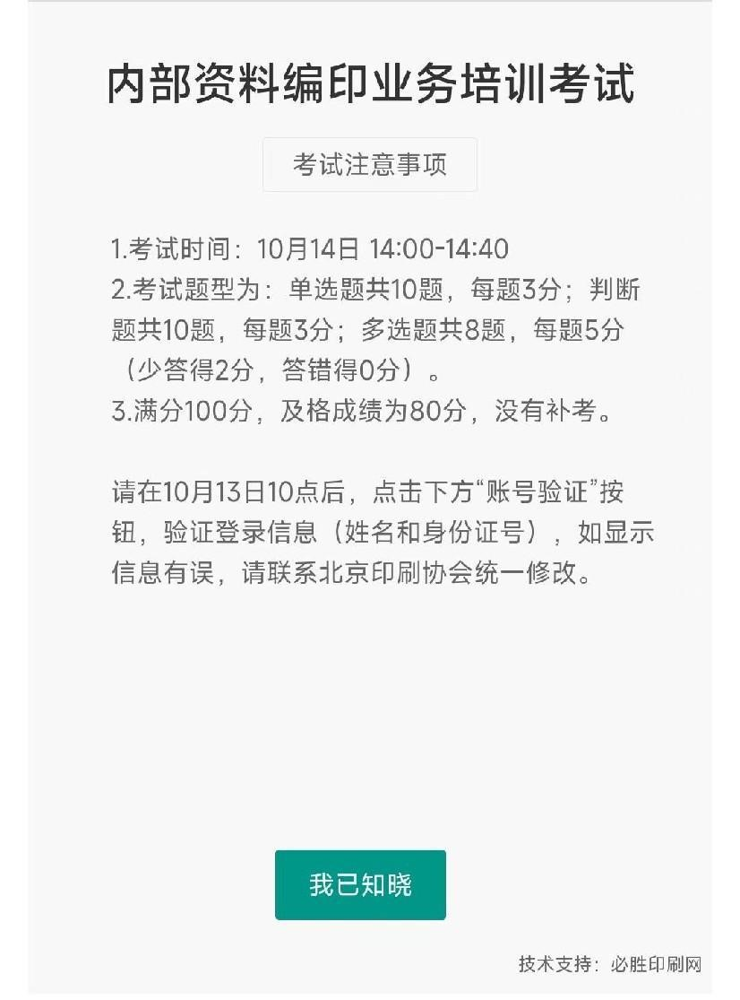 内部资料编印业务培训考试
考试注意事项
1.考试时间：10月14日 14:00-14:40
2.考试题型为：单选题共10题，每题3分；判断
题共10题，每题3分；多选题共8题，每题5分
（少答得2分，答错得0分）。
3.满分100分，及格成绩为80分，没有补考。
请在10月13日10点后，点击下方“账号验证”按
钮，验证登录信息（姓名和身份证号），如显示
信息有误，请联系北京印刷协会统一修改。
我已知晓
技术支持：必胜印刷网